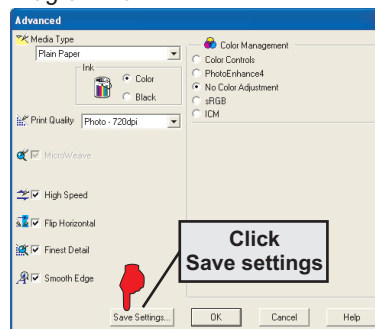 Advanced
Media Type
Plain Paper
Ink
Color
Black
Print Quality
Photo - 720dpi
MicroWeave
High Speed
Flip Horizontal
Finest Detail
Smooth Edge
Color Management
Color Controls
PhotoEnhance4
No Color Adjustment
sRGB
ICM
Click
Save settings
Save Settings...
OK
Cancel
Help